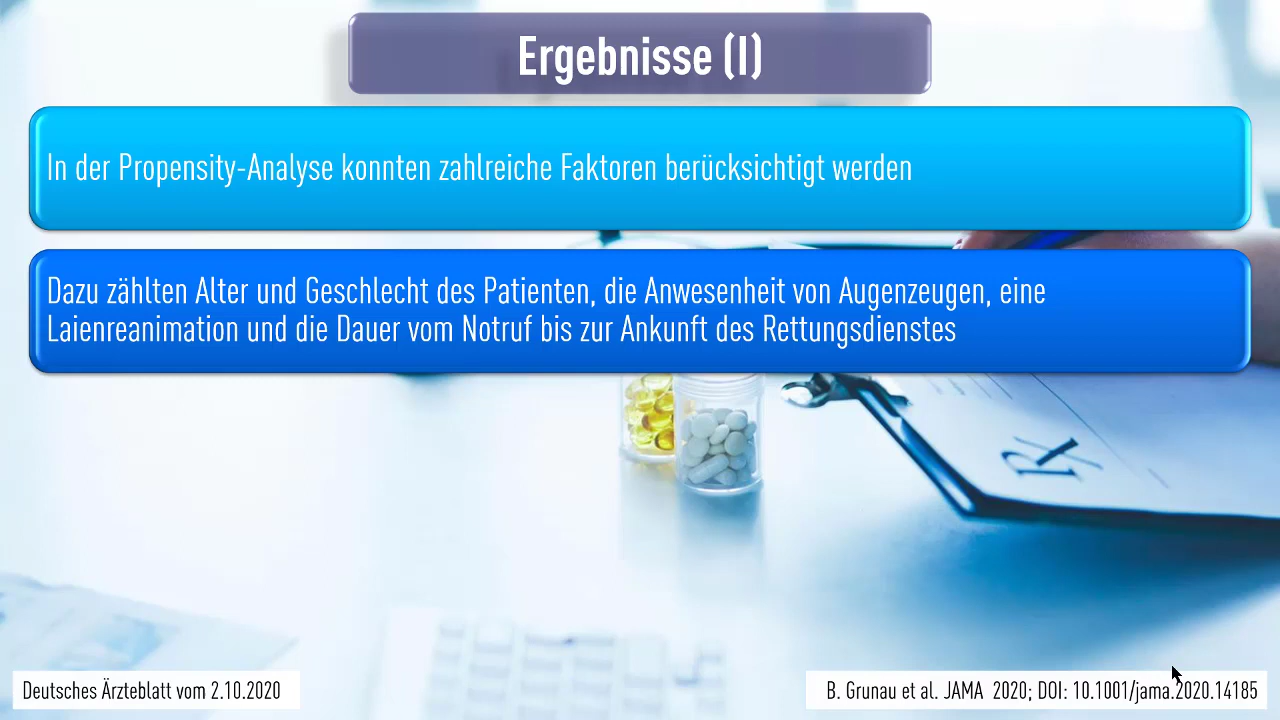 Ergebnisse (I)
In der Propensity-Analyse konnten zahlreiche Faktoren berücksichtigt werden
Dazu zählten Alter und Geschlecht des Patienten, die Anwesenheit von Augenzeugen, eine
Laienreanimation und die Dauer vom Notruf bis zur Ankunft des Rettungsdienstes
Rx
Deutsches Ärzteblatt vom 2.10.2020
B. Grunau et al. JAMA 2020; DOI: 10.1001/jama.2020.14185